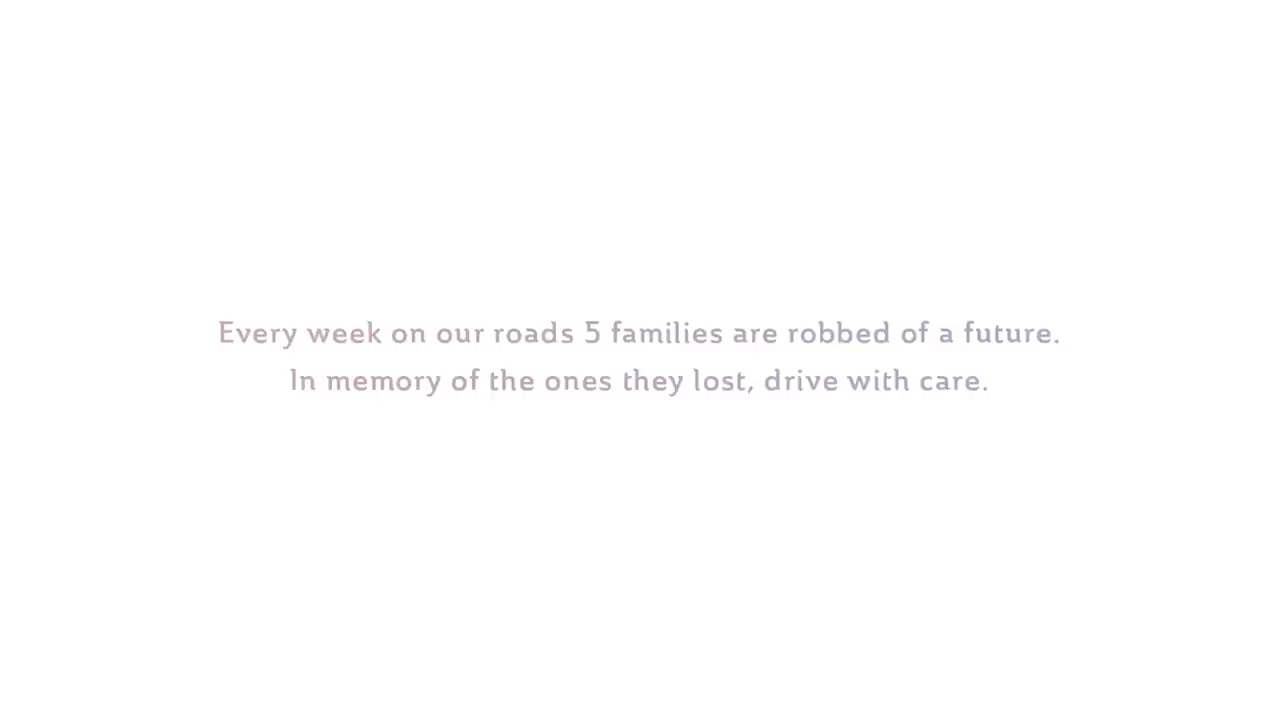 Every week on our roads 5 families are robbed of a future.
In memory of the ones they lost, drive with care.